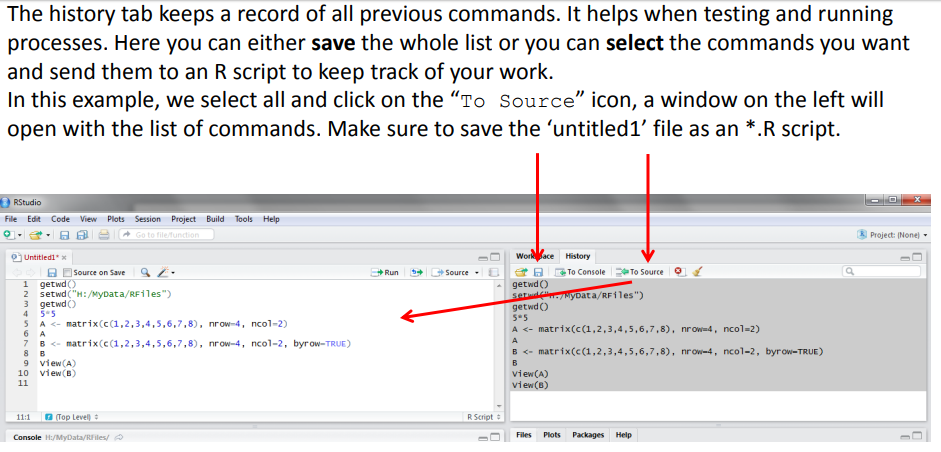 The history tab keeps a record of all previous commands. It helps when testing and running
processes. Here you can either save the whole list or you can select the commands you want
and send them to an R script to keep track of your work.
In this example, we select all and click on the “To Source” icon, a window on the left will
open with the list of commands. Make sure to save the ‘untitled1’ file as an *.R script.
RStudio
File Edit Code View Plots Session Project Build Tools Help
Go to file/function
Project: (None)
Untitled1*
Source on Save
Run
Source
1 getwd()
2 setwd("H:/MyData/RFiles")
3 getwd()
4 5*5
5 A <- matrix(c(1,2,3,4,5,6,7,8), nrow=4, ncol=2)
6 A
7 B <- matrix(c(1,2,3,4,5,6,7,8), nrow=4, ncol=2, byrow=TRUE)
8 B
9 View(A)
10 View(B)
11
11:1 (Top Level) R Script
Console H:/MyData/RFiles/
Workspace History
To Console To Source
getwd()
setwd("H:/MyData/RFiles")
getwd()
5*5
A <- matrix(c(1,2,3,4,5,6,7,8), nrow=4, ncol=2)
A
B <- matrix(c(1,2,3,4,5,6,7,8), nrow=4, ncol=2, byrow=TRUE)
B
View(A)
View(B)
Files Plots Packages Help